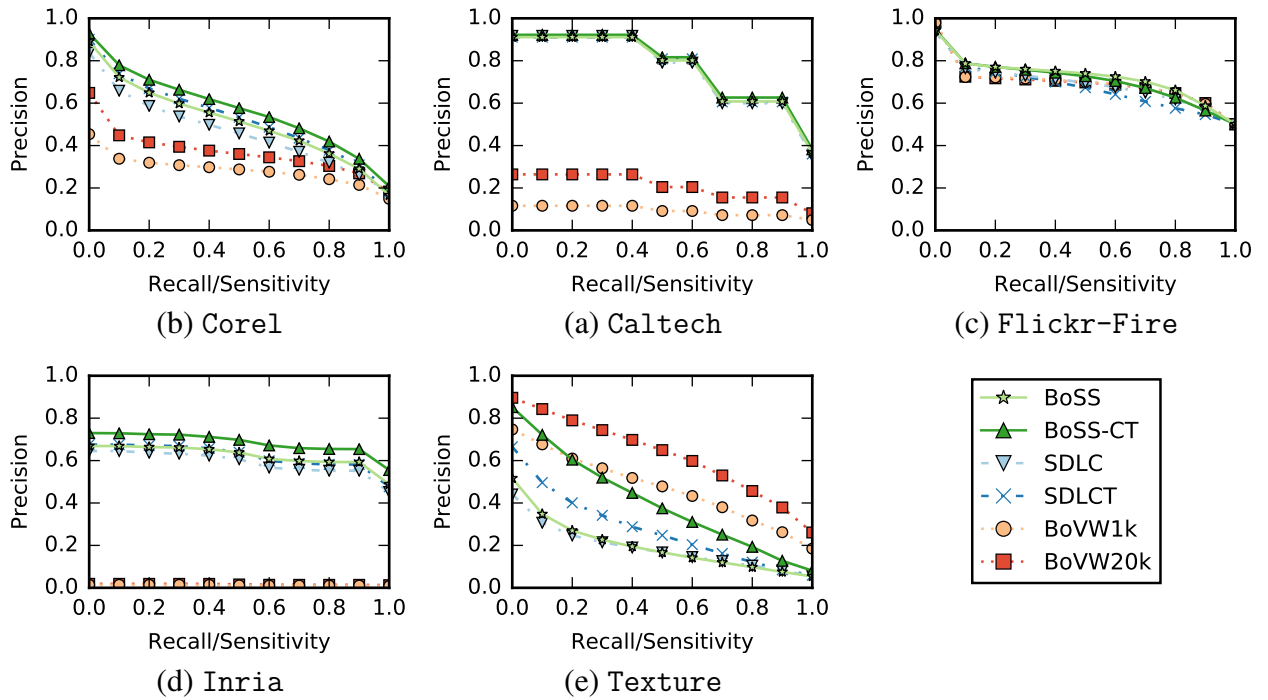 1.0
0.8
0.6
0.4
0.2
0.0
Precision
0.0 0.2 0.4 0.6 0.8 1.0
Recall/Sensitivity
(b) Corel
1.0
0.8
0.6
0.4
0.2
0.0
Precision
0.0 0.2 0.4 0.6 0.8 1.0
Recall/Sensitivity
(a) Caltech
1.0
0.8
0.6
0.4
0.2
0.0
Precision
0.0 0.2 0.4 0.6 0.8 1.0
Recall/Sensitivity
(c) Flickr-Fire
1.0
0.8
0.6
0.4
0.2
0.0
Precision
0.0 0.2 0.4 0.6 0.8 1.0
Recall/Sensitivity
(d) Inria
1.0
0.8
0.6
0.4
0.2
0.0
Precision
0.0 0.2 0.4 0.6 0.8 1.0
Recall/Sensitivity
(e) Texture
BoSS
BoSS-CT
SDLC
SDLCT
BoVW1k
BoVW20k